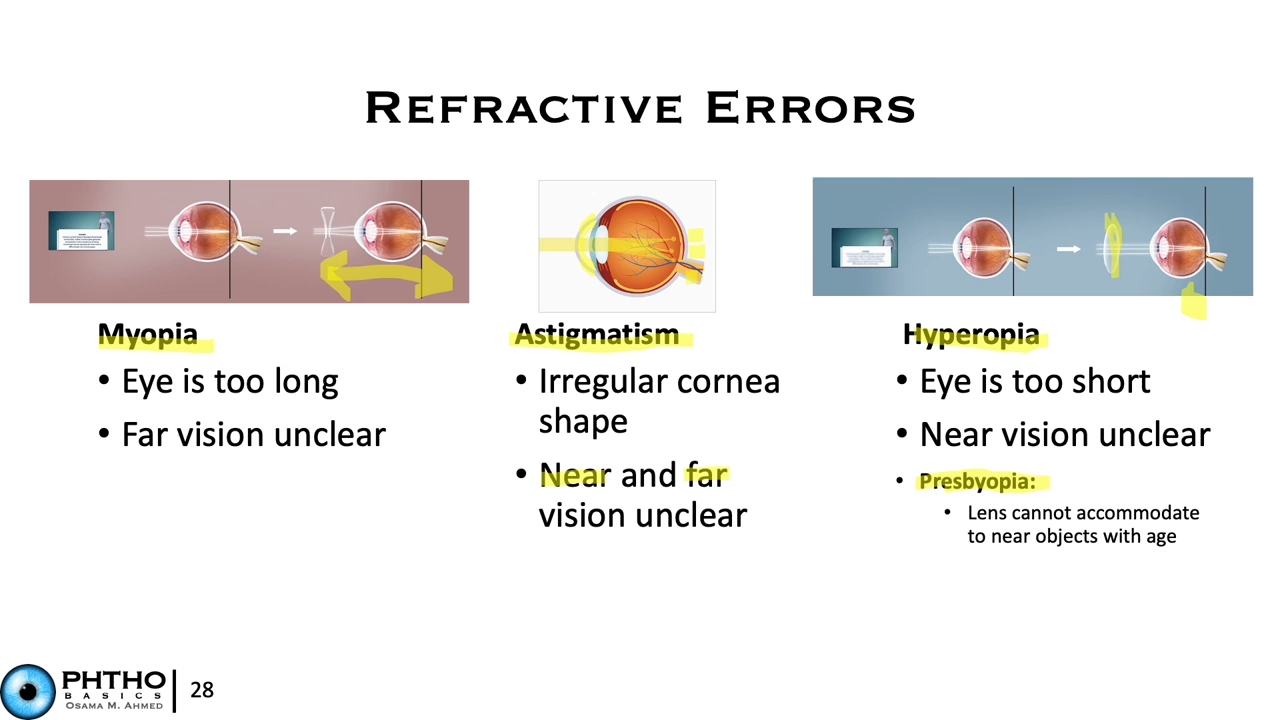 REFRACTIVE ERRORS
Myopia
• Eye is too long
• Far vision unclear
Astigmatism
• Irregular cornea
shape
• Near and far
vision unclear
Hyperopia
• Eye is too short
• Near vision unclear
• Presbyopia:
• Lens cannot accommodate
to near objects with age
PHTHO
BASICS
OSAMA M. AHMED
28